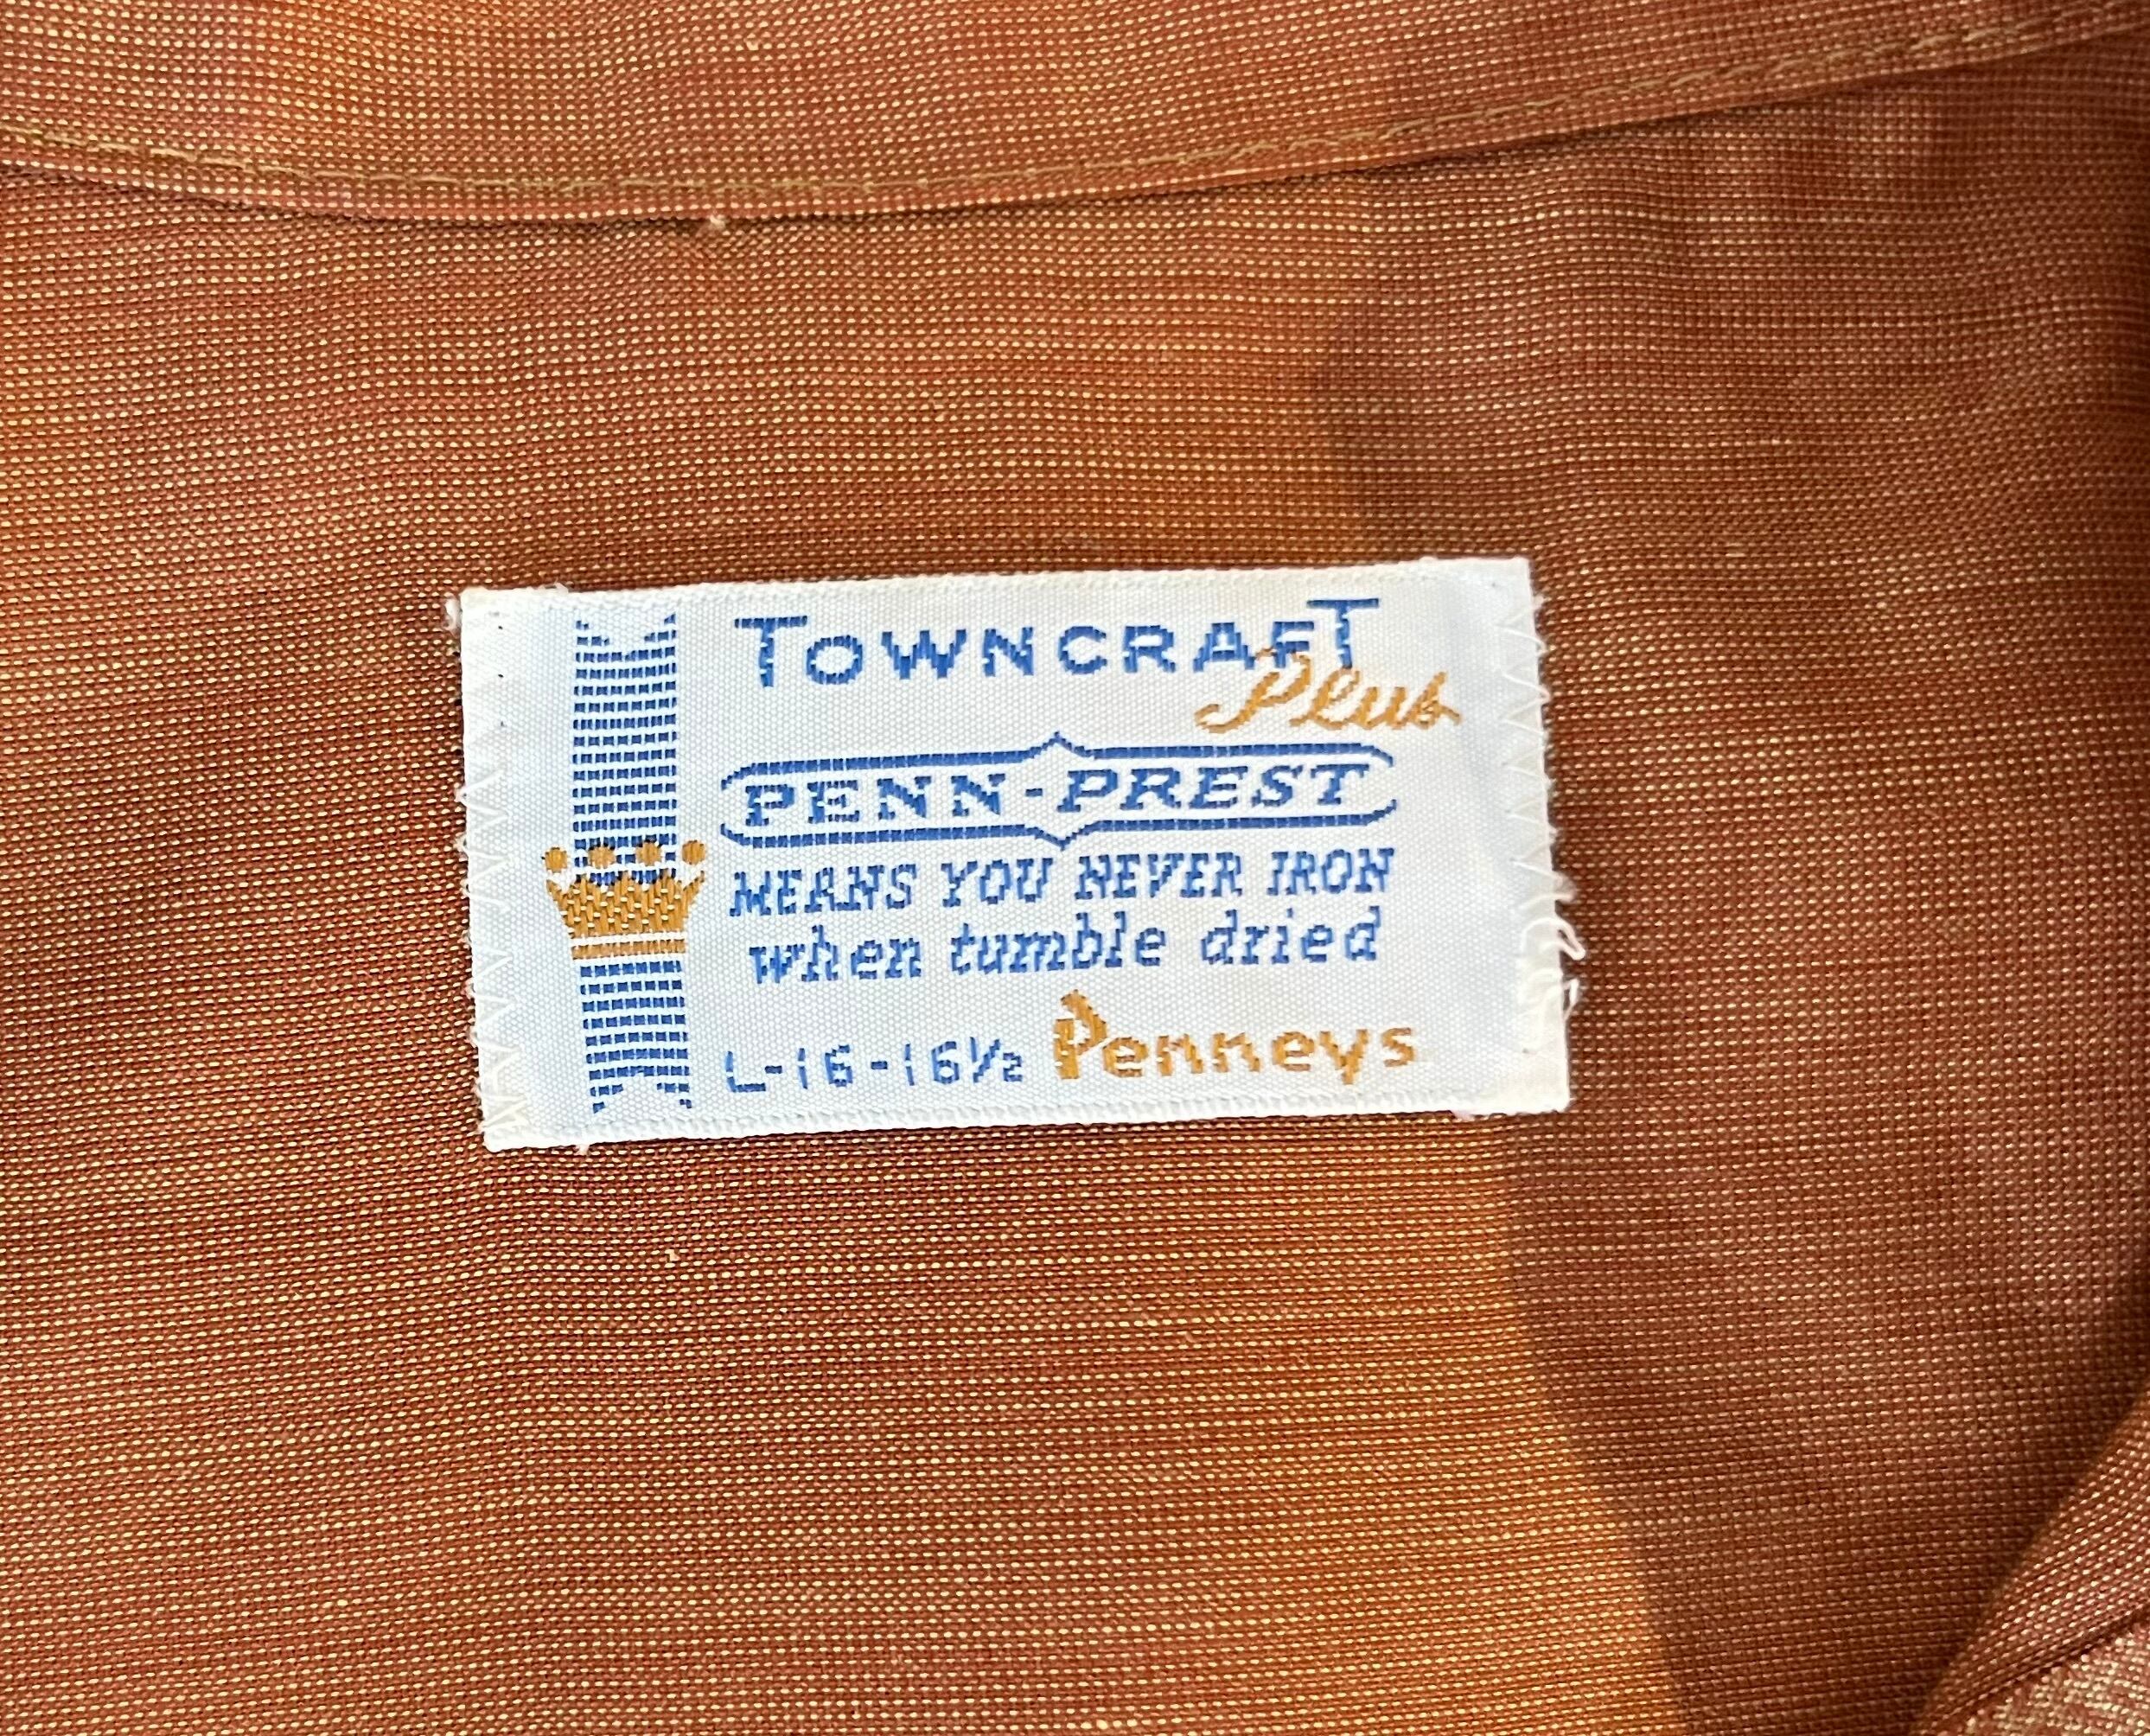 TOWNCRAFT
Plus
PENN-PREST
MEANS YOU NEVER IRON
when tumble dried
L-16-16½ Penneys